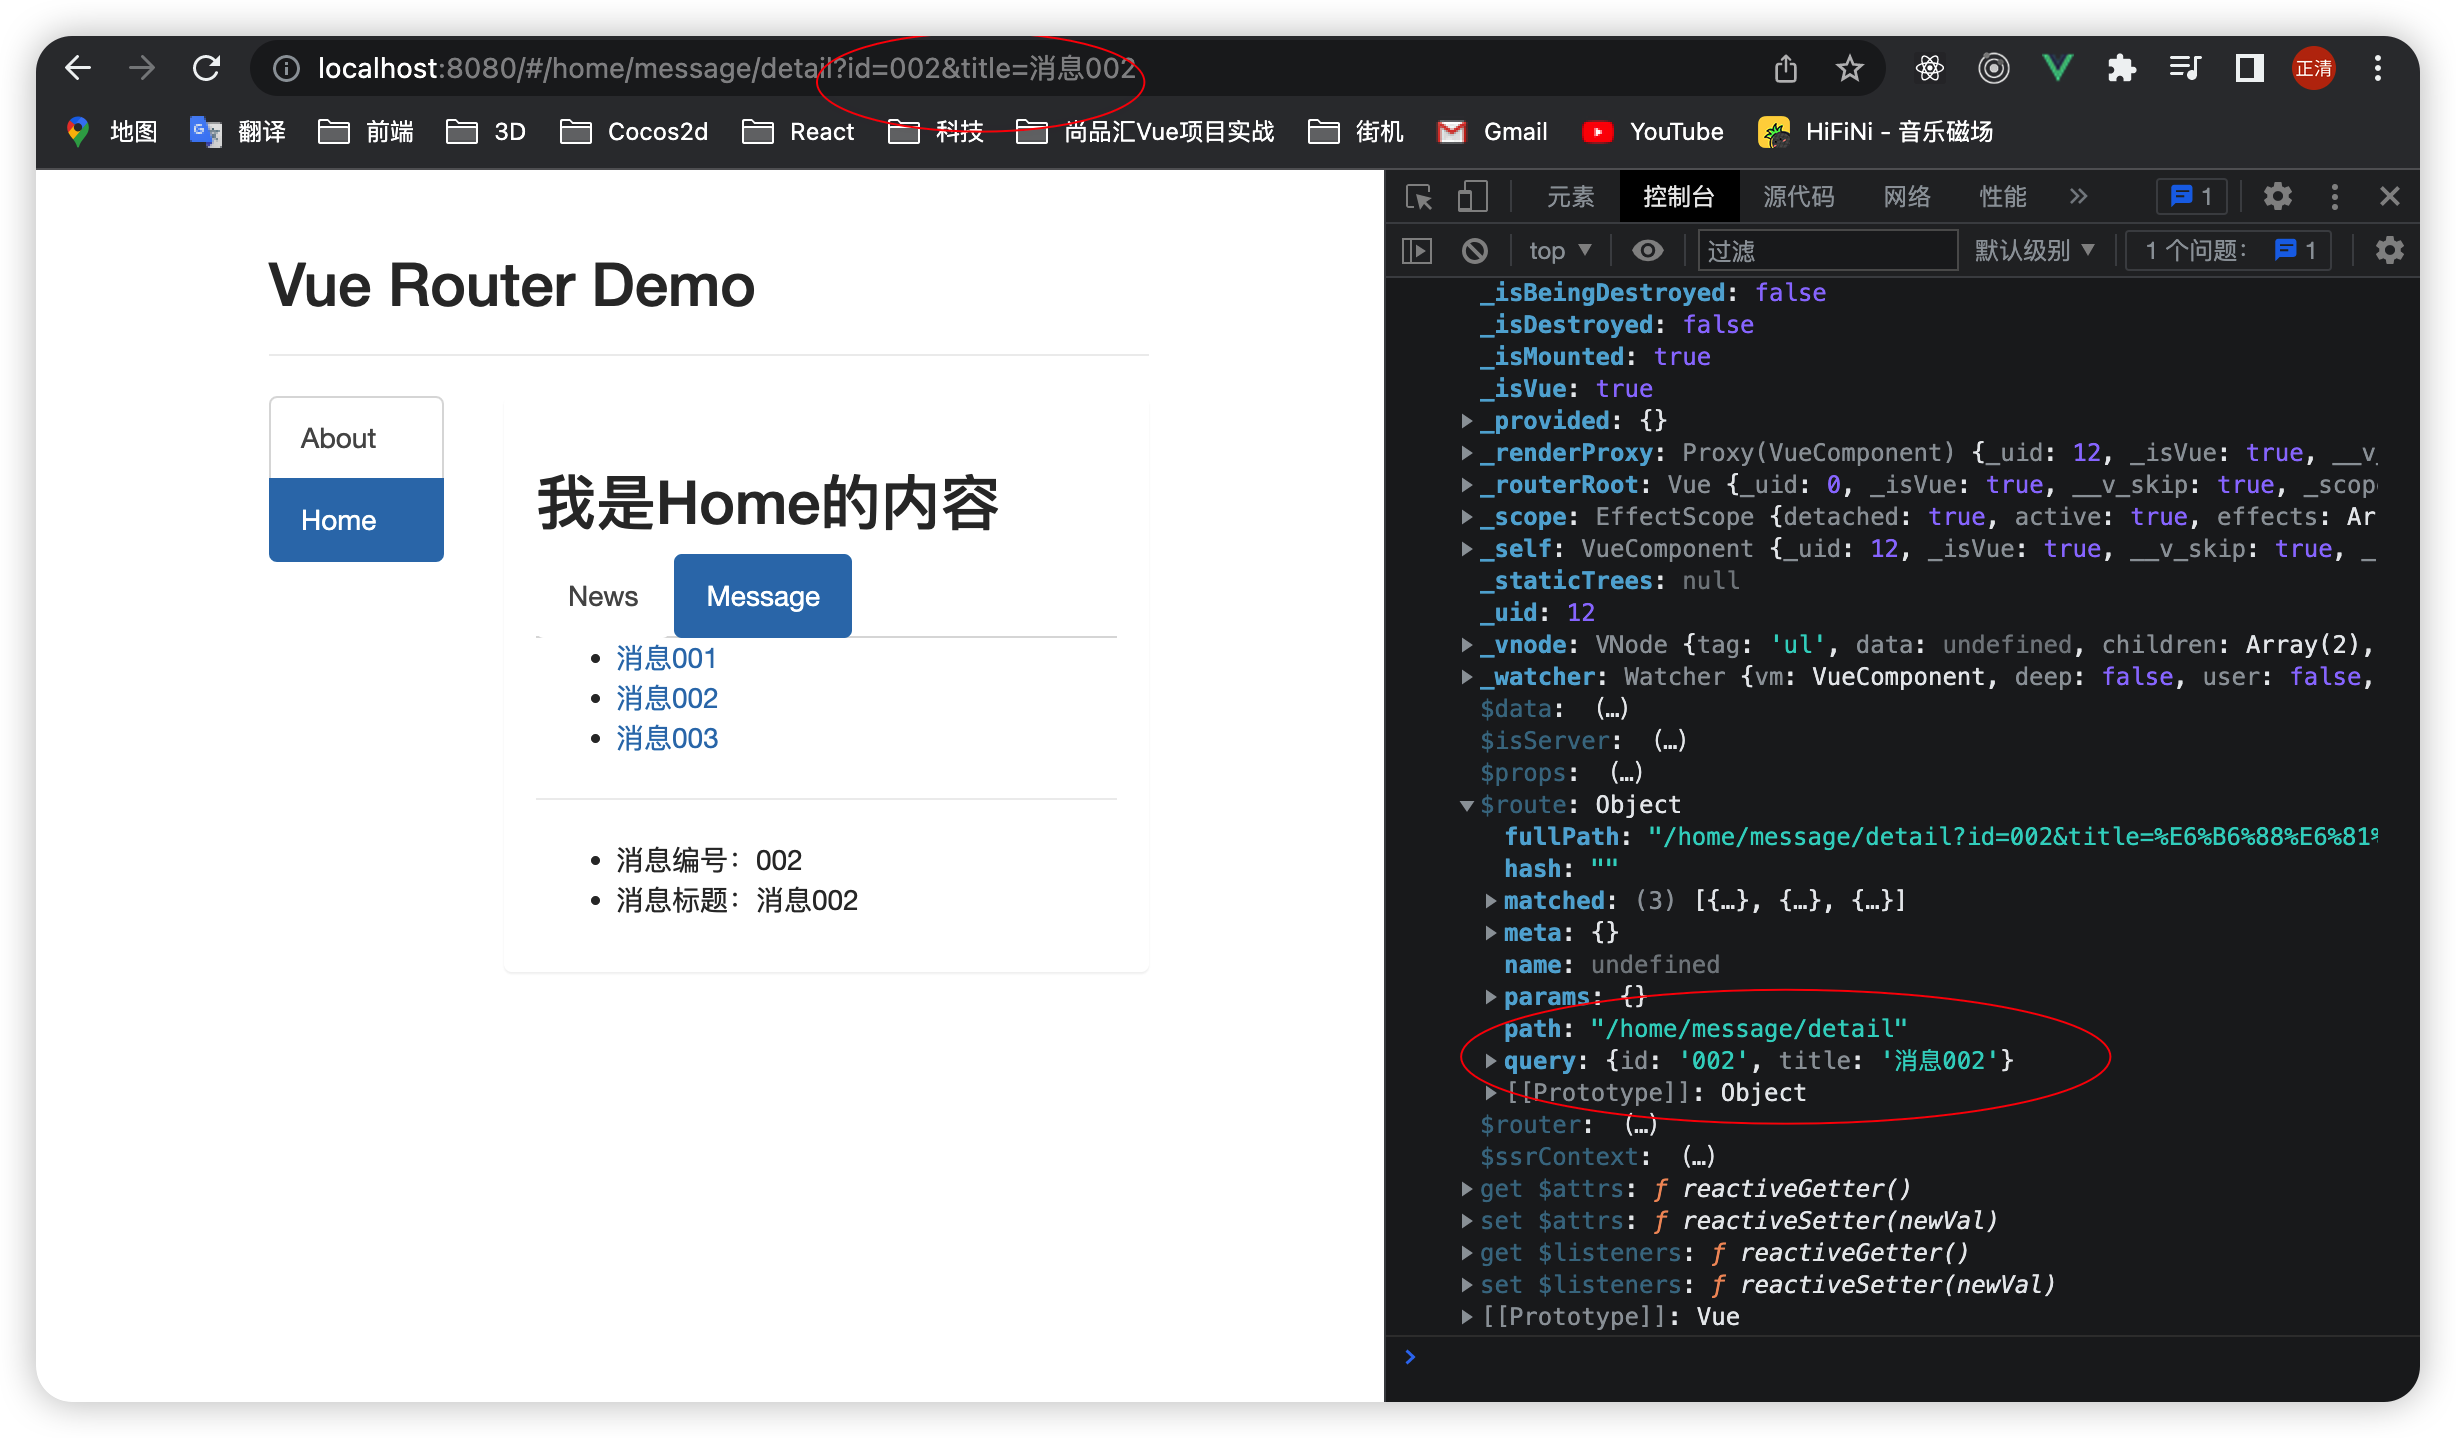 localhost:8080/#/home/message/detail?id=002&title=消息002
正清
地图 翻译 前端 3D Cocos2d React 科技 尚品汇Vue项目实战 街机 Gmail YouTube HiFiNi - 音乐磁场
Vue Router Demo
About
Home
我是Home的内容
News Message
消息001
消息002
消息003
消息编号：002
消息标题：消息002
元素 控制台 源代码 网络 性能 1
top 过滤 默认级别 1 个问题： 1
_isBeingDestroyed: false
_isDestroyed: false
_isMounted: true
_isVue: true
_provided: {}
_renderProxy: Proxy(VueComponent) {_uid: 12, _isVue: true, __v
_routerRoot: Vue {_uid: 0, _isVue: true, __v_skip: true, _scop
_scope: EffectScope {detached: true, active: true, effects: Ar
_self: VueComponent {_uid: 12, _isVue: true, __v_skip: true, _
_staticTrees: null
_uid: 12
_vnode: VNode {tag: 'ul', data: undefined, children: Array(2),
_watcher: Watcher {vm: VueComponent, deep: false, user: false,
$data: (…)
$isServer: (…)
$props: (…)
$route: Object
fullPath: "/home/message/detail?id=002&title=%E6%B6%88%E6%81%
hash: ""
matched: (3) [{…}, {…}, {…}]
meta: {}
name: undefined
params: {}
path: "/home/message/detail"
query: {id: '002', title: '消息002'}
[[Prototype]]: Object
$router: (…)
$ssrContext: (…)
get $attrs: ƒ reactiveGetter()
set $attrs: ƒ reactiveSetter(newVal)
get $listeners: ƒ reactiveGetter()
set $listeners: ƒ reactiveSetter(newVal)
[[Prototype]]: Vue